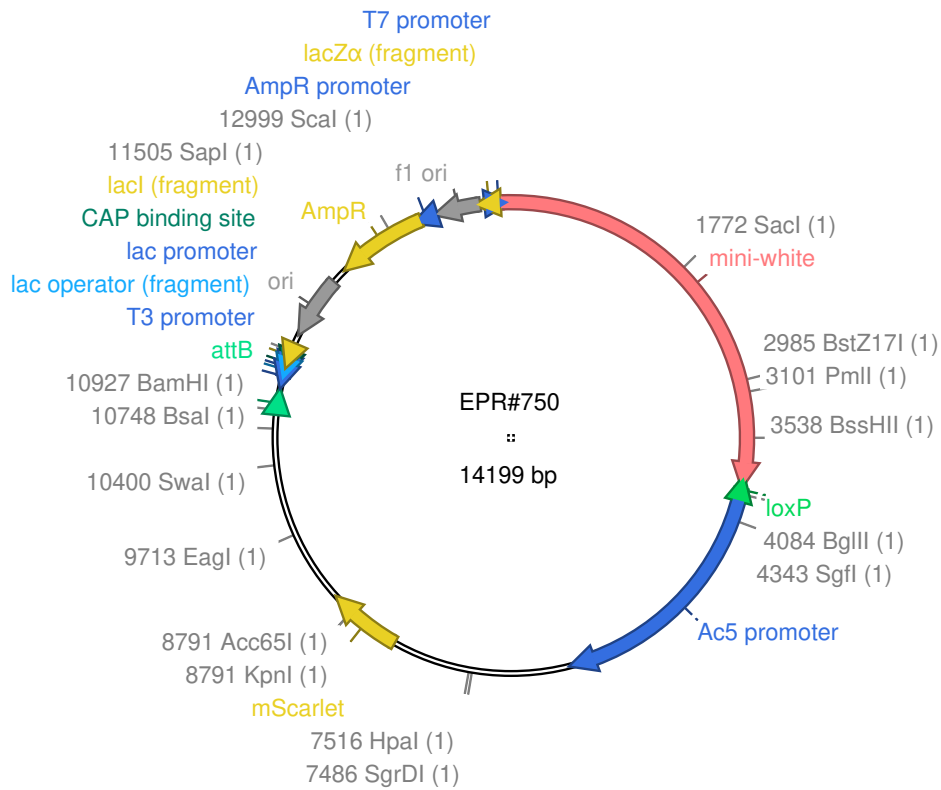 T7 promoter
lacZα (fragment)
AmpR promoter
12999 ScaI (1)
11505 SapI (1)
lacI (fragment)
CAP binding site
lac promoter
lac operator (fragment)
T3 promoter
attB
10927 BamHI (1)
10748 BsaI (1)
10400 SwaI (1)
9713 EagI (1)
8791 Acc65I (1)
8791 KpnI (1)
mScarlet
7516 HpaI (1)
7486 SgrDI (1)
f1 ori
AmpR
ori
1772 SacI (1)
mini-white
2985 BstZ17I (1)
3101 PmlI (1)
3538 BssHII (1)
loxP
4084 BglII (1)
4343 SgfI (1)
Ac5 promoter
EPR#750
14199 bp